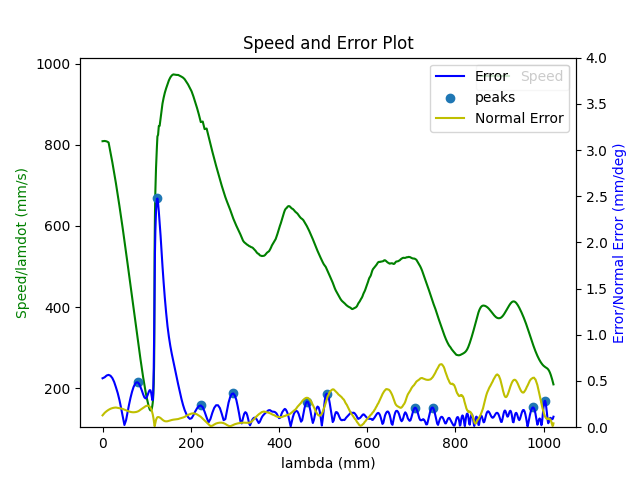 Speed and Error Plot
Error
Speed
peaks
Normal Error
1000
800
600
400
200
Speed/lamdot (mm/s)
4.0
3.5
3.0
2.5
2.0
1.5
1.0
0.5
0.0
Error/Normal Error (mm/deg)
0 200 400 600 800 1000
lambda (mm)